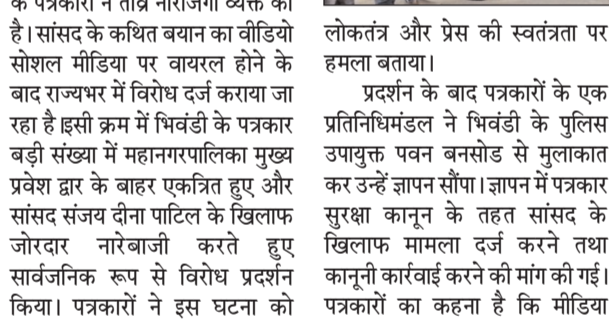 के पत्रकारों ने तीव्र नाराजगी व्यक्त की
है। सांसद के कथित बयान का वीडियो
सोशल मीडिया पर वायरल होने के
बाद राज्यभर में विरोध दर्ज कराया जा
रहा है।इसी क्रम में भिवंडी के पत्रकार
बड़ी संख्या में महानगरपालिका मुख्य
प्रवेश द्वार के बाहर एकत्रित हुए और
सांसद संजय दीना पाटिल के खिलाफ
जोरदार नारेबाजी करते हुए
सार्वजनिक रूप से विरोध प्रदर्शन
किया। पत्रकारों ने इस घटना को
लोकतंत्र और प्रेस की स्वतंत्रता पर
हमला बताया।
प्रदर्शन के बाद पत्रकारों के एक
प्रतिनिधिमंडल ने भिवंडी के पुलिस
उपायुक्त पवन बनसोड से मुलाकात
कर उन्हें ज्ञापन सौंपा। ज्ञापन में पत्रकार
सुरक्षा कानून के तहत सांसद के
खिलाफ मामला दर्ज करने तथा
कानूनी कार्रवाई करने की मांग की गई।
पत्रकारों का कहना है कि मीडिया